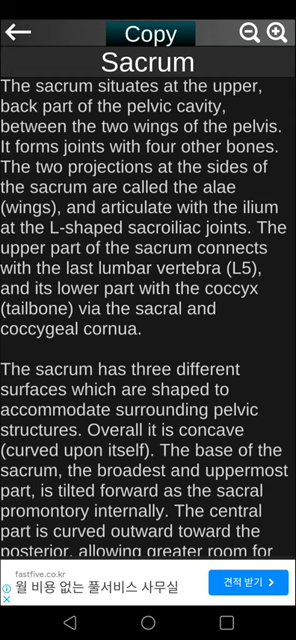 Copy
Sacrum
The sacrum situates at the upper,
back part of the pelvic cavity,
between the two wings of the pelvis.
It forms joints with four other bones.
The two projections at the sides of
the sacrum are called the alae
(wings), and articulate with the ilium
at the L-shaped sacroiliac joints. The
upper part of the sacrum connects
with the last lumbar vertebra (L5),
and its lower part with the coccyx
(tailbone) via the sacral and
coccygeal cornua.
The sacrum has three different
surfaces which are shaped to
accommodate surrounding pelvic
structures. Overall it is concave
(curved upon itself). The base of the
sacrum, the broadest and uppermost
part, is tilted forward as the sacral
promontory internally. The central
part is curved outward toward the
posterior, allowing greater room for
fastfive.co.kr
월 비용 없는 풀서비스 사무실
견적 받기